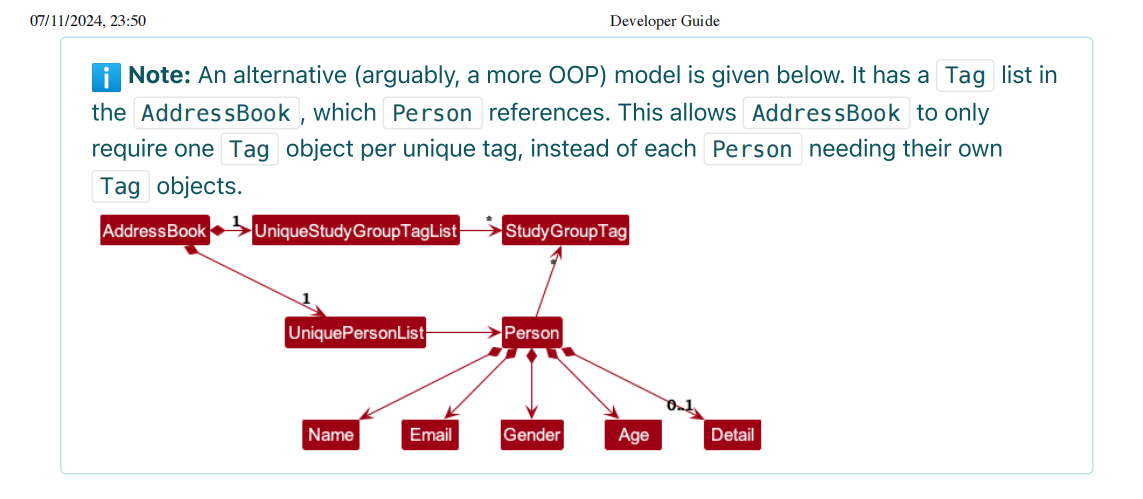 07/11/2024, 23:50 Developer Guide
i Note: An alternative (arguably, a more OOP) model is given below. It has a Tag list in
the AddressBook , which Person references. This allows AddressBook to only
require one Tag object per unique tag, instead of each Person needing their own
Tag objects.
AddressBook 1 UniqueStudyGroupTagList * StudyGroupTag
*
1
UniquePersonList Person
0..1
Name Email Gender Age Detail